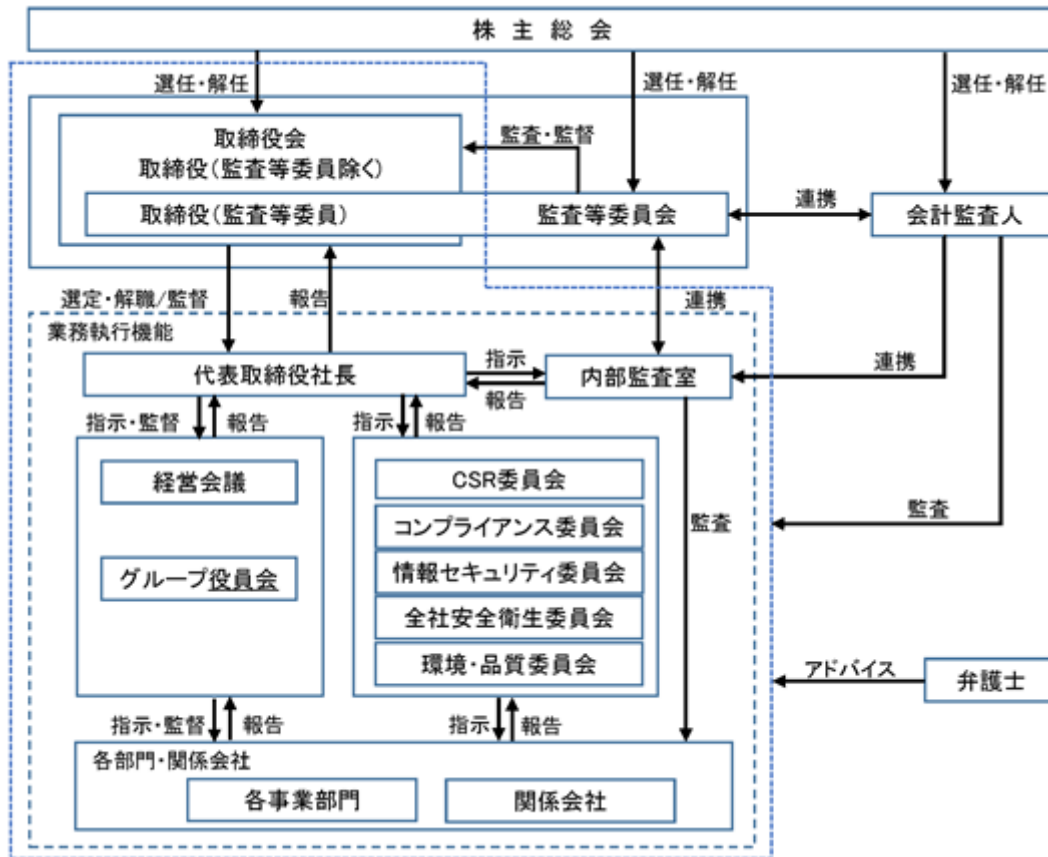 株主総会
選任・解任
選任・解任
選任・解任
取締役会
取締役(監査等委員除く)
監査・監督
取締役(監査等委員)
監査等委員会
連携
会計監査人
選定・解職/監督
報告
連携
業務執行機能
代表取締役社長
指示
報告
内部監査室
連携
指示・監督
報告
指示
報告
経営会議
グループ役員会
CSR委員会
コンプライアンス委員会
情報セキュリティ委員会
全社安全衛生委員会
環境・品質委員会
監査
監査
アドバイス
弁護士
指示・監督
報告
指示
報告
各部門・関係会社
各事業部門
関係会社